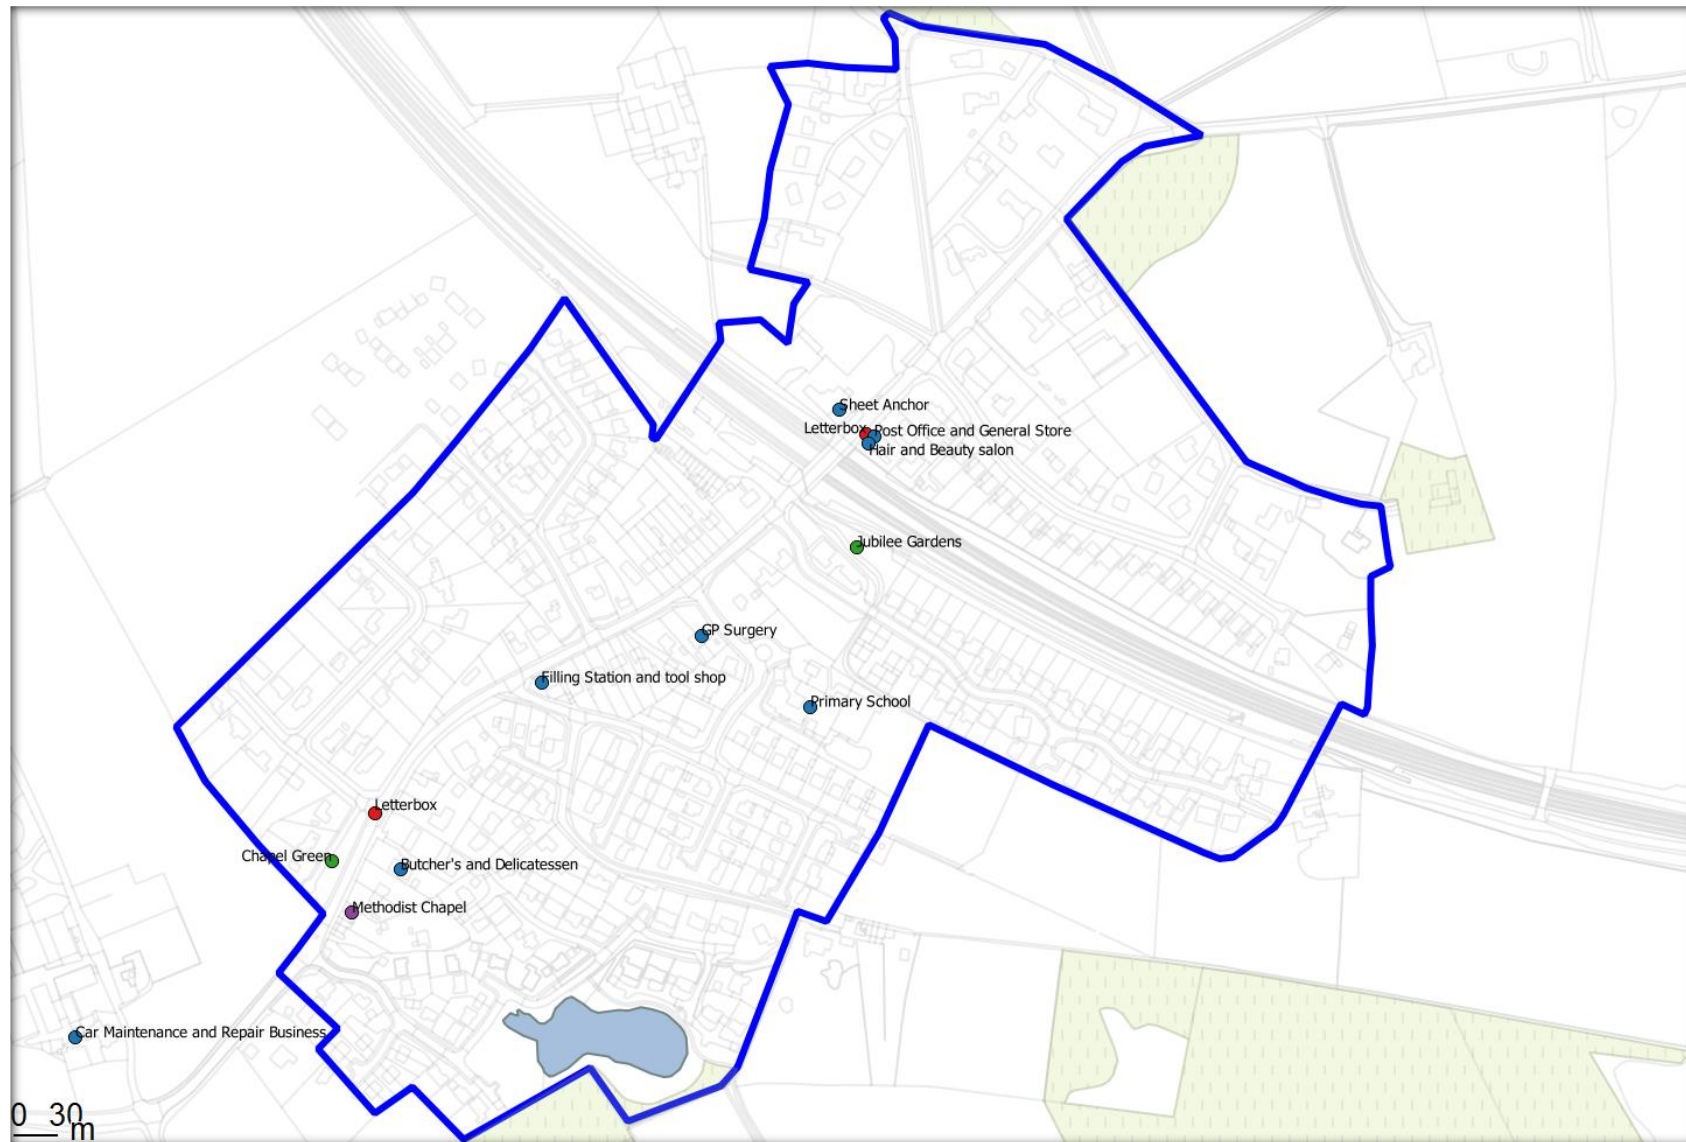 Sheet Anchor
Letterbox
Post Office and General Store
Hair and Beauty salon
Jubilee Gardens
GP Surgery
Filling Station and tool shop
Primary School
Letterbox
Chapel Green
Butcher's and Delicatessen
Methodist Chapel
Car Maintenance and Repair Business
0 30
m